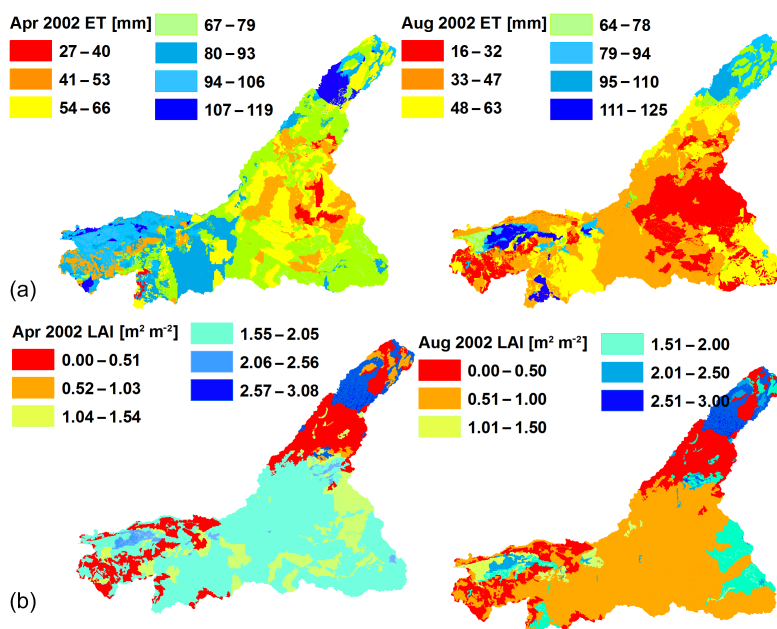 Apr 2002 ET [mm]
27 – 40
41 – 53
54 – 66
67 – 79
80 – 93
94 – 106
107 – 119
Aug 2002 ET [mm]
16 – 32
33 – 47
48 – 63
64 – 78
79 – 94
95 – 110
111 – 125
(a)
Apr 2002 LAI [m² m⁻²]
0.00 – 0.51
0.52 – 1.03
1.04 – 1.54
1.55 – 2.05
2.06 – 2.56
2.57 – 3.08
Aug 2002 LAI [m² m⁻²]
0.00 – 0.50
0.51 – 1.00
1.01 – 1.50
1.51 – 2.00
2.01 – 2.50
2.51 – 3.00
(b)